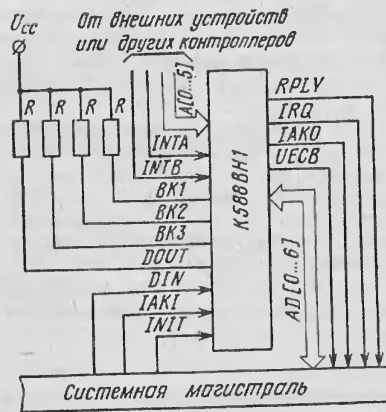 Ucc
От внешних устройств
или других контроллеров
R R R R
A[0...5]
INTA
INTB
BK1
BK2
BK3
DOUT
DIN
IAKI
INIT
К588ВН1
RPLY
IRQ
IAKO
UECB
AD[0...6]
Системная магистраль